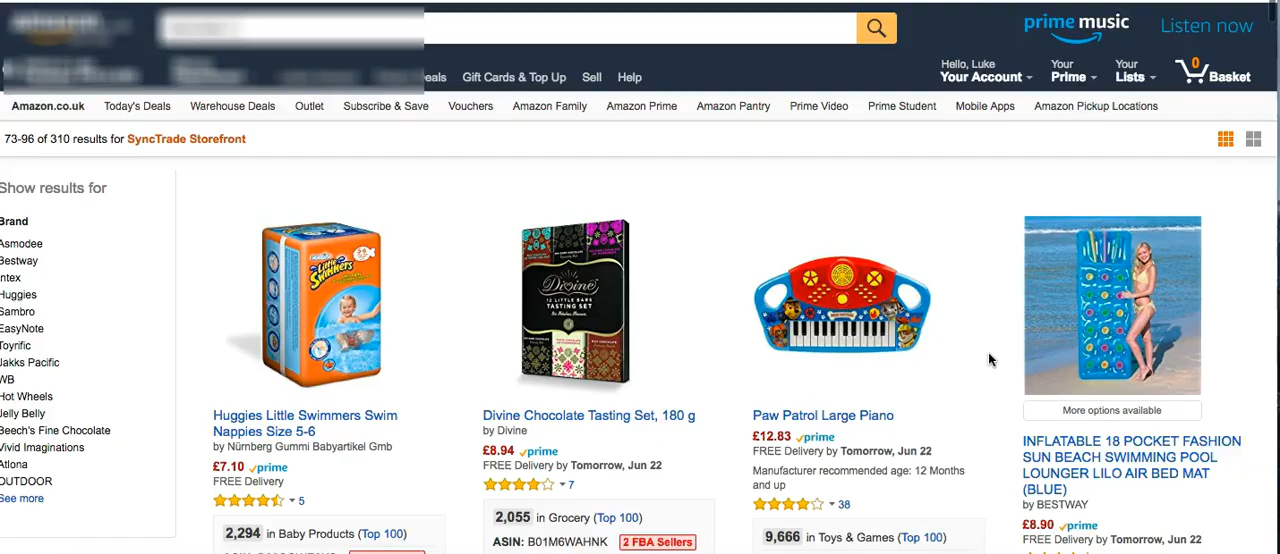 prime music
Listen now
eals Gift Cards & Top Up Sell Help
Hello, Luke
Your Account
Your
Prime
Your
Lists
0
Basket
Amazon.co.uk Today's Deals Warehouse Deals Outlet Subscribe & Save Vouchers Amazon Family Amazon Prime Amazon Pantry Prime Video Prime Student Mobile Apps Amazon Pickup Locations
73-96 of 310 results for SyncTrade Storefront
Show results for
Brand
Asmodee
Bestway
ntex
Huggies
Sambro
EasyNote
Toyrific
Jakks Pacific
WB
Hot Wheels
Jelly Belly
Beech's Fine Chocolate
Vivid Imaginations
Atlona
OUTDOOR
See more
Little
Swimmers
Huggies Little Swimmers Swim
Nappies Size 5-6
by Nürnberg Gummi Babyartikel Gmb
£7.10 prime
FREE Delivery
5
2,294 in Baby Products (Top 100)
Divine
12 LITTLE BARS
TASTING SET
Divine Chocolate Tasting Set, 180 g
by Divine
£8.94 prime
FREE Delivery by Tomorrow, Jun 22
7
2,055 in Grocery (Top 100)
ASIN: B01M6WAHNK 2 FBA Sellers
Paw Patrol Large Piano
£12.83 prime
FREE Delivery by Tomorrow, Jun 22
Manufacturer recommended age: 12 Months
and up
38
9,666 in Toys & Games (Top 100)
More options available
INFLATABLE 18 POCKET FASHION
SUN BEACH SWIMMING POOL
LOUNGER LILO AIR BED MAT
(BLUE)
by BESTWAY
£8.90 prime
FREE Delivery by Tomorrow, Jun 22